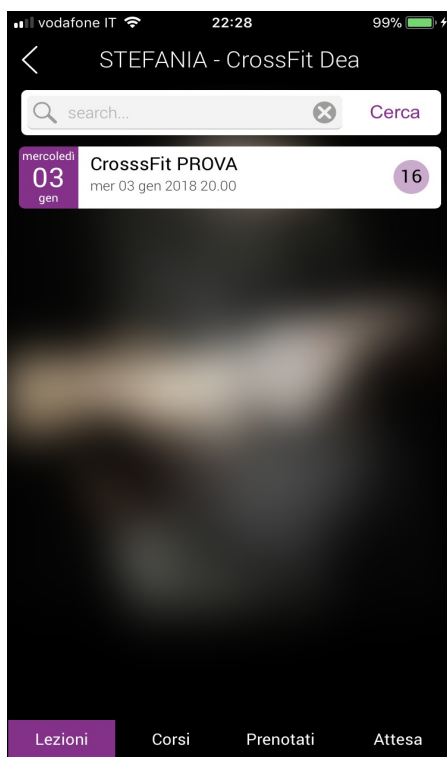 vodafone IT 22:28 99%
STEFANIA - CrossFit Dea
search... Cerca
mercoledì
03
gen
CrosssFit PROVA
mer 03 gen 2018 20.00
16
Lezioni Corsi Prenotati Attesa